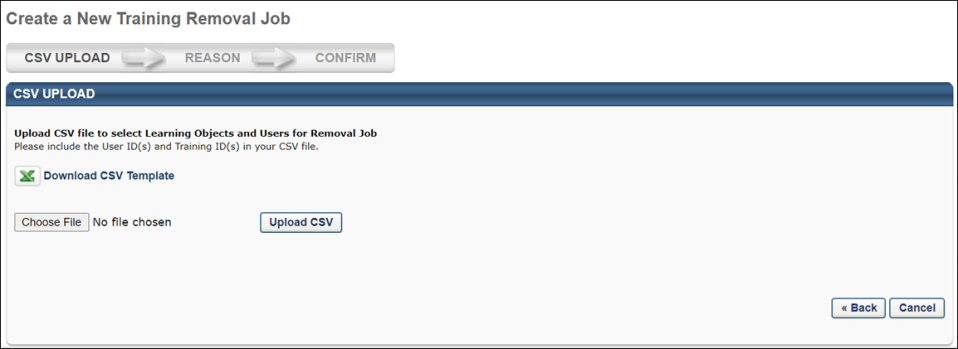 Create a New Training Removal Job
CSV UPLOAD REASON CONFIRM
CSV UPLOAD
Upload CSV file to select Learning Objects and Users for Removal Job
Please include the User ID(s) and Training ID(s) in your CSV file.
Download CSV Template
Choose File No file chosen Upload CSV
« Back Cancel